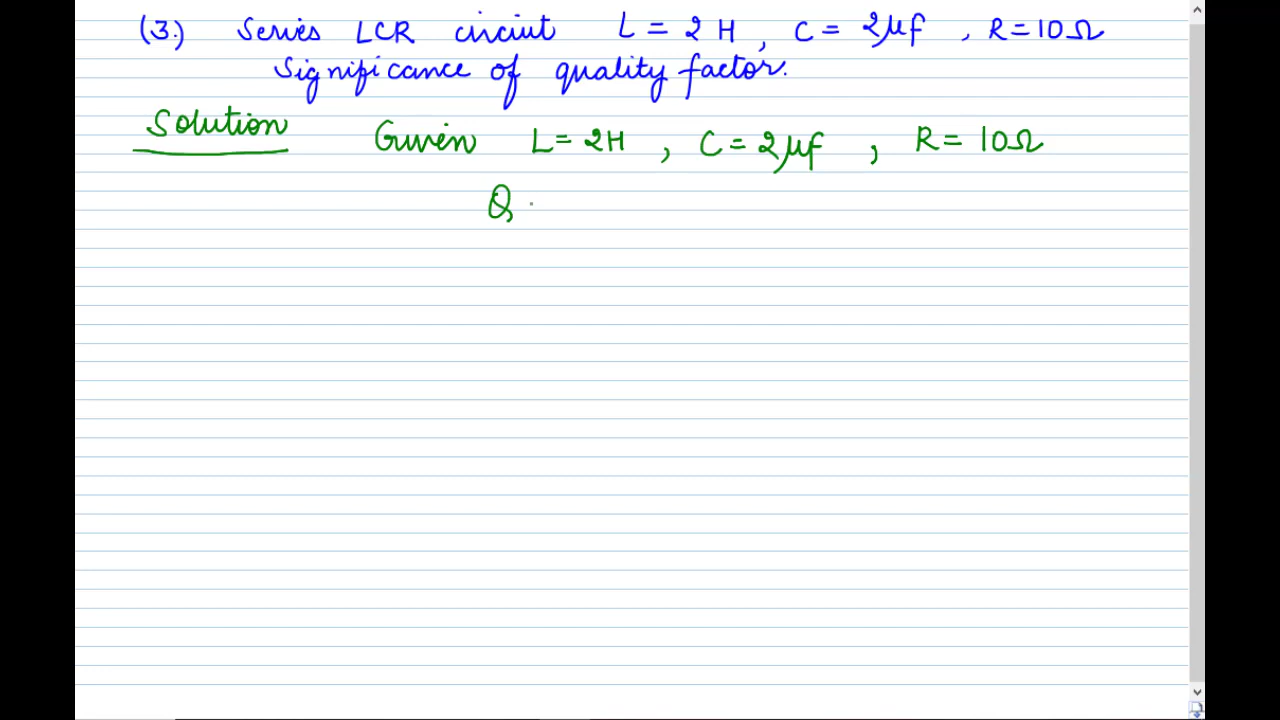 (3.) Series LCR circuit L = 2 H, C = 2μf, R = 10Ω
Significance of quality factor.
Solution Given L = 2H, C = 2μf, R = 10Ω
Q